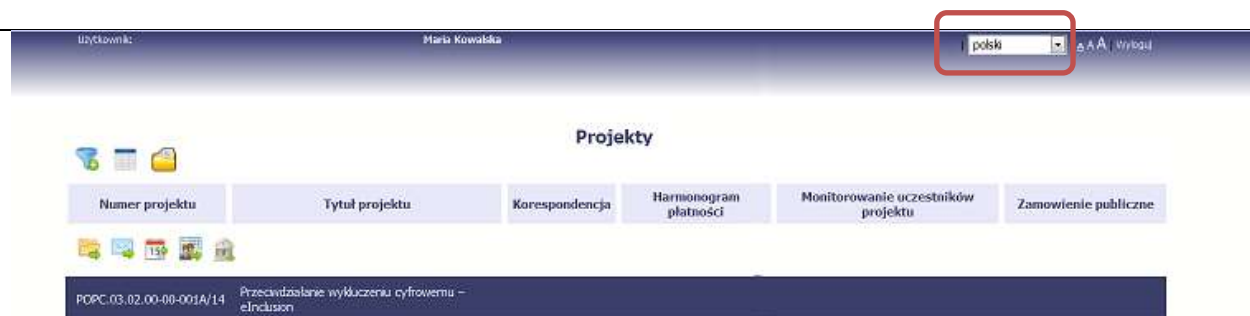 Użytkownik: Maria Kowalska | polski A A A | Wyloguj
Projekty
Numer projektu Tytuł projektu Korespondencja Harmonogram płatności Monitorowanie uczestników projektu Zamowienie publiczne
POPC.03.02.00-00-001A/14 Przeciwdziałanie wykluczeniu cyfrowemu –
eInclusion